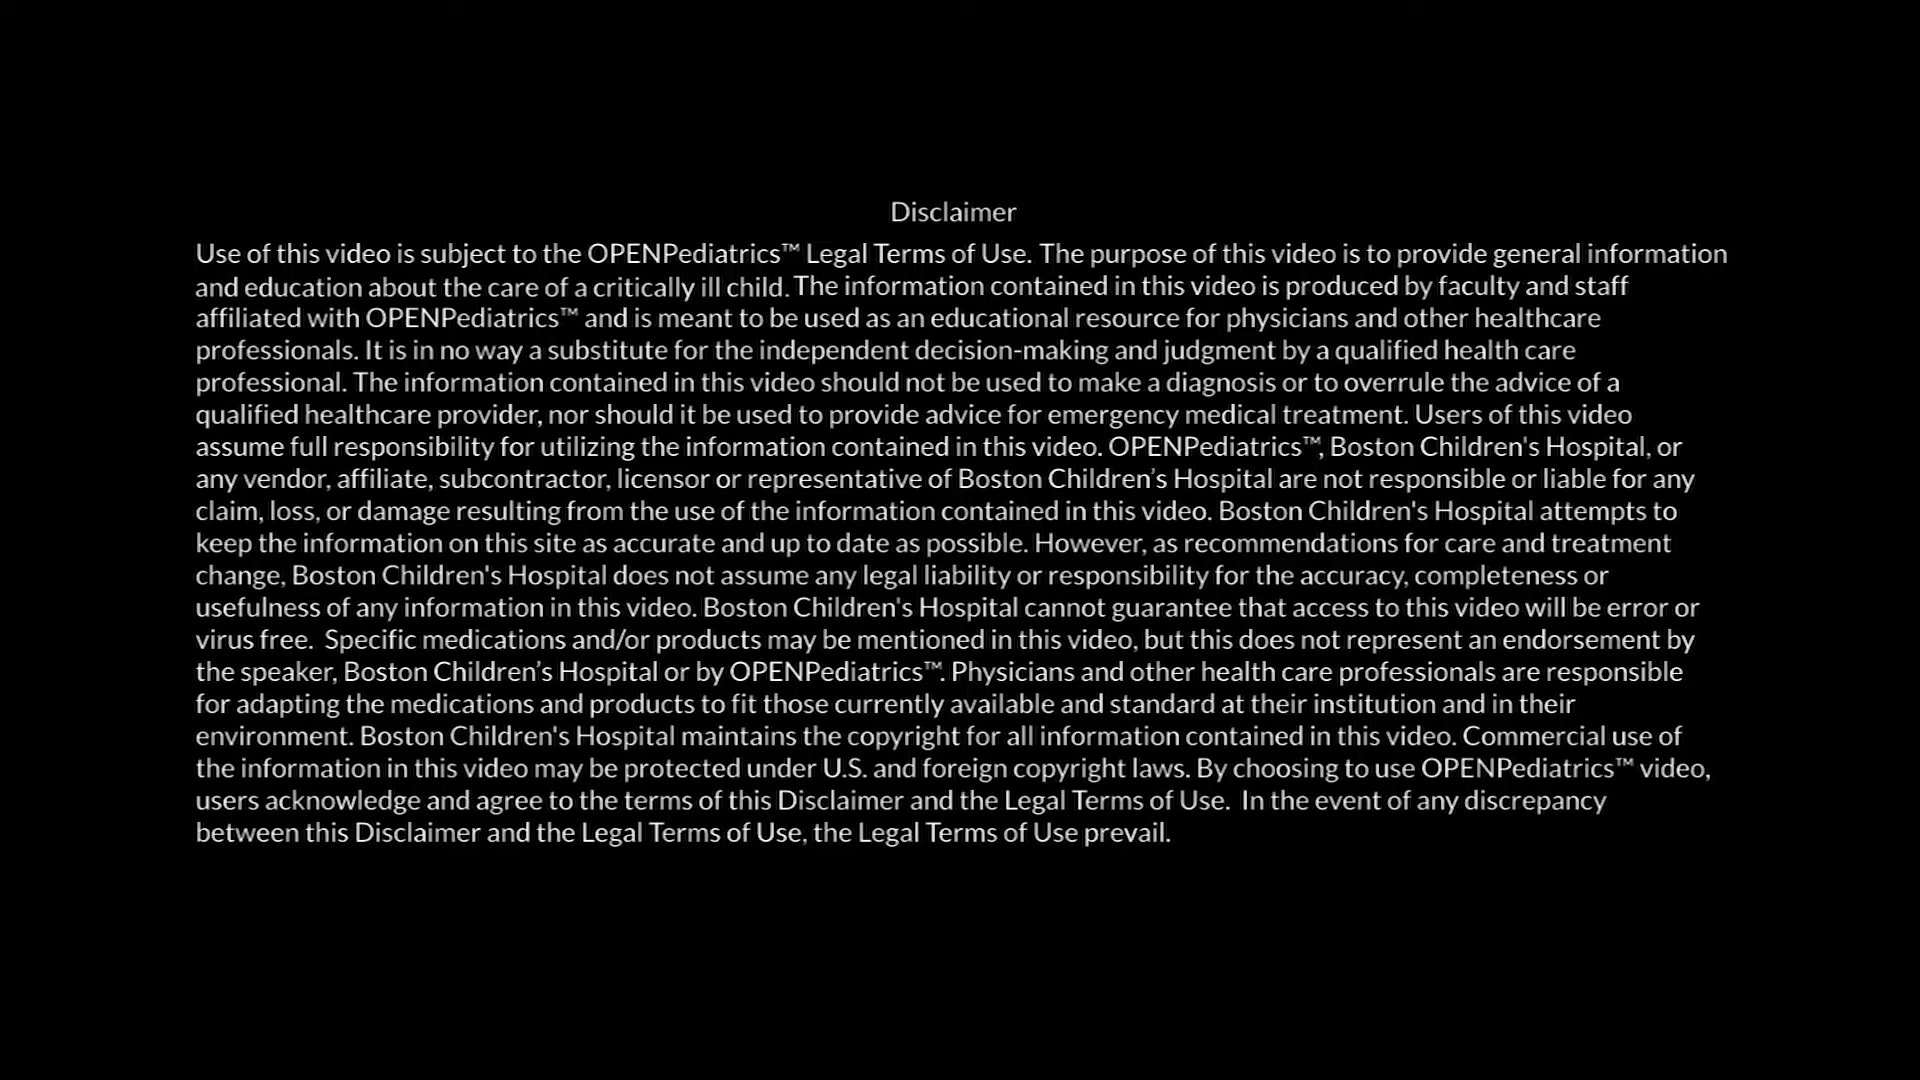 Disclaimer
Use of this video is subject to the OPENPediatrics™ Legal Terms of Use. The purpose of this video is to provide general information
and education about the care of a critically ill child. The information contained in this video is produced by faculty and staff
affiliated with OPENPediatrics™ and is meant to be used as an educational resource for physicians and other healthcare
professionals. It is in no way a substitute for the independent decision-making and judgment by a qualified health care
professional. The information contained in this video should not be used to make a diagnosis or to overrule the advice of a
qualified healthcare provider, nor should it be used to provide advice for emergency medical treatment. Users of this video
assume full responsibility for utilizing the information contained in this video. OPENPediatrics™, Boston Children's Hospital, or
any vendor, affiliate, subcontractor, licensor or representative of Boston Children’s Hospital are not responsible or liable for any
claim, loss, or damage resulting from the use of the information contained in this video. Boston Children's Hospital attempts to
keep the information on this site as accurate and up to date as possible. However, as recommendations for care and treatment
change, Boston Children's Hospital does not assume any legal liability or responsibility for the accuracy, completeness or
usefulness of any information in this video. Boston Children's Hospital cannot guarantee that access to this video will be error or
virus free.  Specific medications and/or products may be mentioned in this video, but this does not represent an endorsement by
the speaker, Boston Children’s Hospital or by OPENPediatrics™. Physicians and other health care professionals are responsible
for adapting the medications and products to fit those currently available and standard at their institution and in their
environment. Boston Children's Hospital maintains the copyright for all information contained in this video. Commercial use of
the information in this video may be protected under U.S. and foreign copyright laws. By choosing to use OPENPediatrics™ video,
users acknowledge and agree to the terms of this Disclaimer and the Legal Terms of Use.  In the event of any discrepancy
between this Disclaimer and the Legal Terms of Use, the Legal Terms of Use prevail.